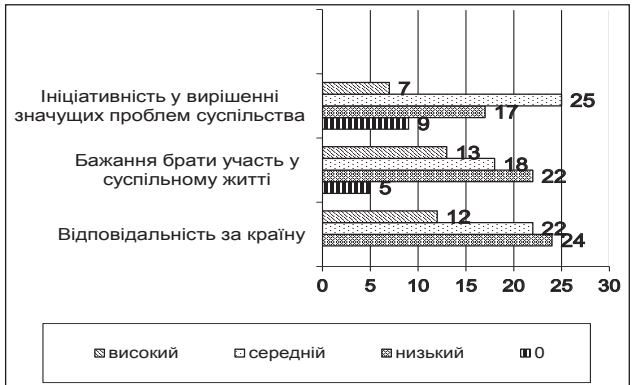 Ініціативність у вирішенні
значущих проблем суспільства
7
25
17
9
Бажання брати участь у
суспільному житті
13
18
22
5
Відповідальність за країну
12
22
24
0 5 10 15 20 25 30
високий середній низький 0